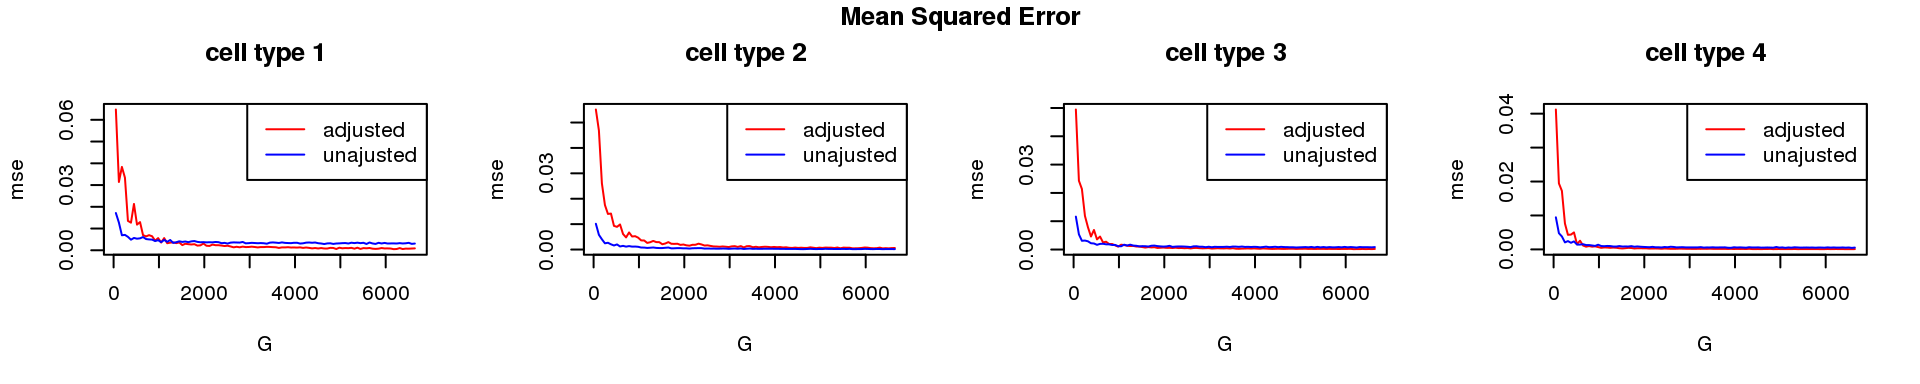 Mean Squared Error
cell type 1
mse
0.00 0.03 0.06
adjusted
unajusted
0 2000 4000 6000
G
cell type 2
mse
0.00 0.03
adjusted
unajusted
0 2000 4000 6000
G
cell type 3
mse
0.00 0.03
adjusted
unajusted
0 2000 4000 6000
G
cell type 4
mse
0.00 0.02 0.04
adjusted
unajusted
0 2000 4000 6000
G